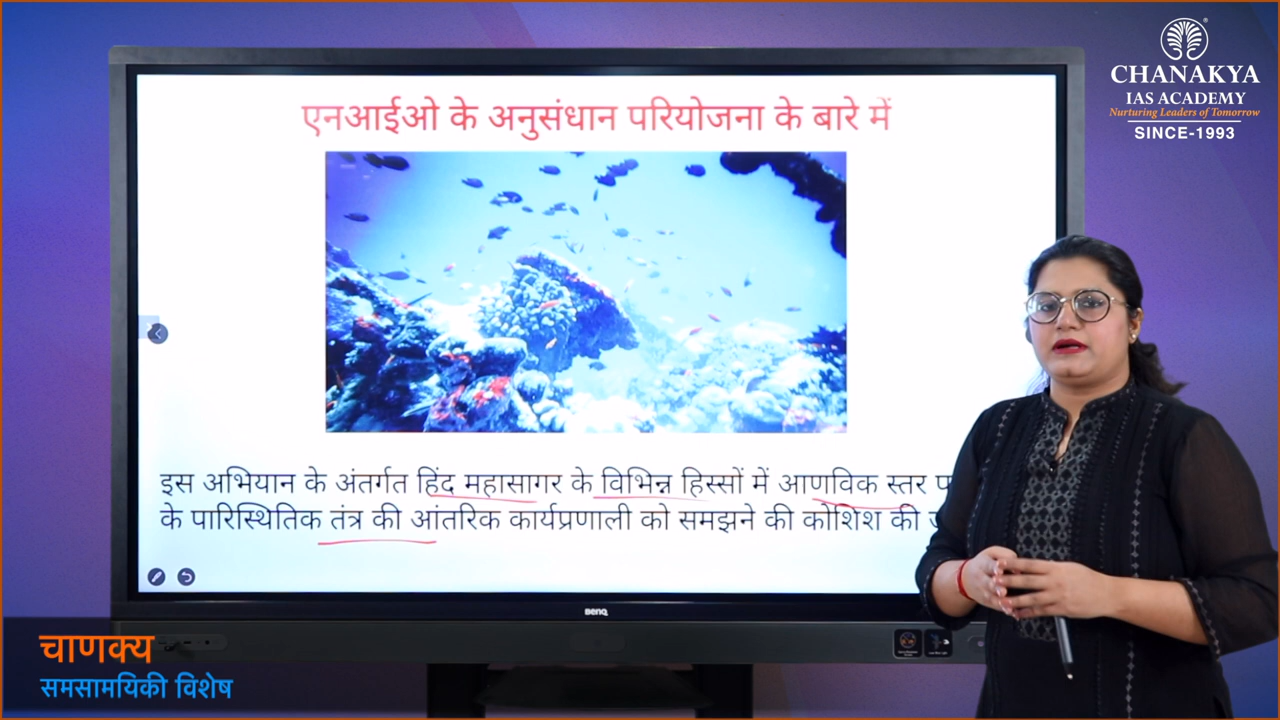 CHANAKYA
IAS ACADEMY
Nurturing Leaders of Tomorrow
SINCE-1993
एनआईओ के अनुसंधान परियोजना के बारे में
इस अभियान के अंतर्गत हिंद महासागर के विभिन्न हिस्सों में आणविक स्तर
के पारिस्थितिक तंत्र की आंतरिक कार्यप्रणाली को समझने की कोशिश की
BenQ
चाणक्य
समसामयिकी विशेष